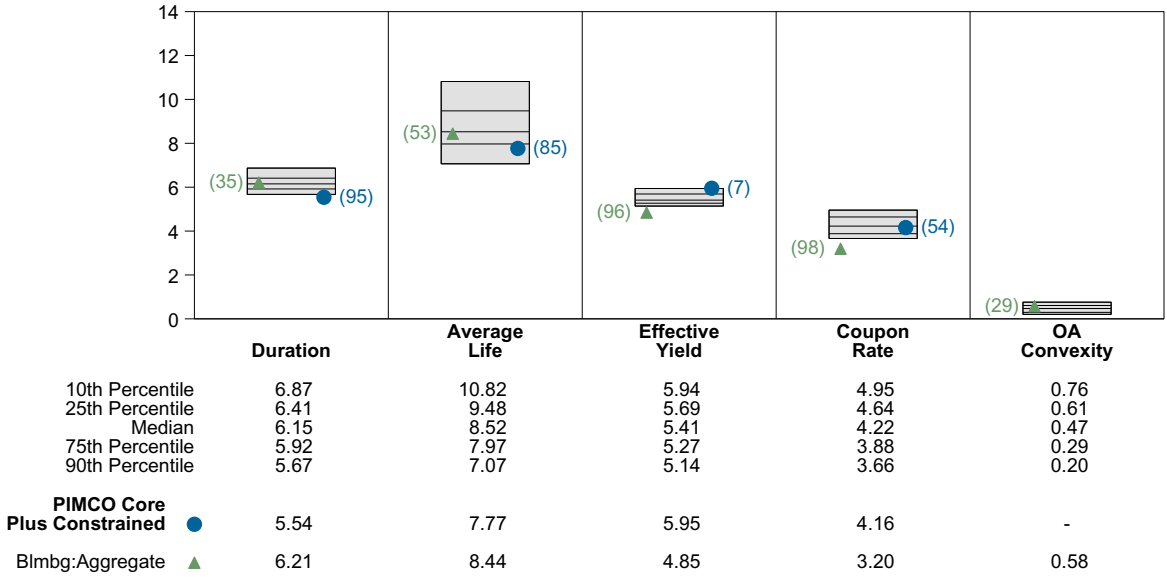 14
12
10
8
6
4
2
0
(35)
(95)
(53)
(85)
(96)
(7)
(98)
(54)
(29)
Duration
Average
Life
Effective
Yield
Coupon
Rate
OA
Convexity
10th Percentile 6.87 10.82 5.94 4.95 0.76
25th Percentile 6.41 9.48 5.69 4.64 0.61
Median 6.15 8.52 5.41 4.22 0.47
75th Percentile 5.92 7.97 5.27 3.88 0.29
90th Percentile 5.67 7.07 5.14 3.66 0.20
PIMCO Core
Plus Constrained 5.54 7.77 5.95 4.16 -
Blmbg:Aggregate 6.21 8.44 4.85 3.20 0.58